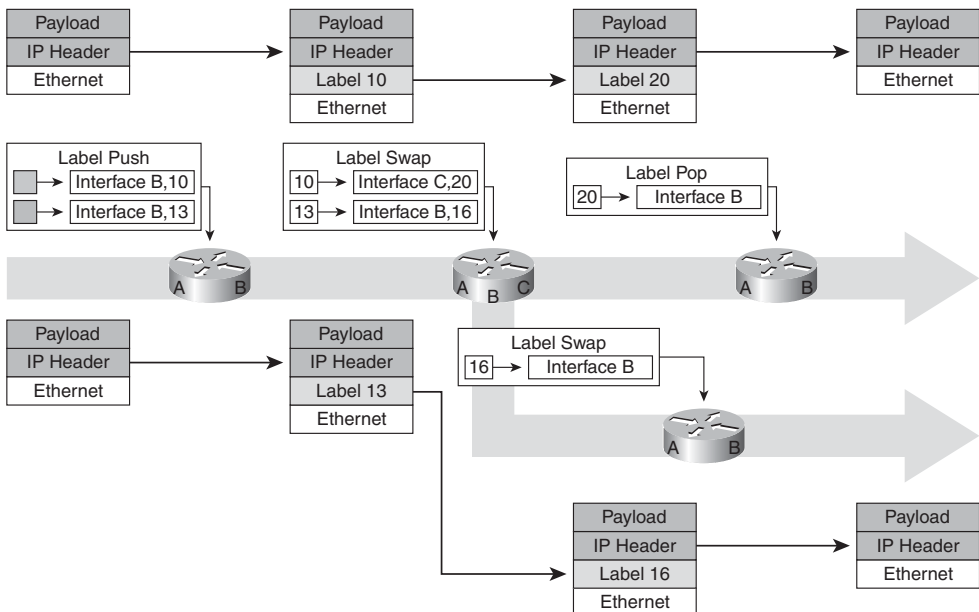 Payload
IP Header
Ethernet
Payload
IP Header
Label 10
Ethernet
Payload
IP Header
Label 20
Ethernet
Payload
IP Header
Ethernet
Label Push
Interface B,10
Interface B,13
Label Swap
10 Interface C,20
13 Interface B,16
Label Pop
20 Interface B
A B
A B C
A B
Payload
IP Header
Ethernet
Payload
IP Header
Label 13
Ethernet
Label Swap
16 Interface B
A B
Payload
IP Header
Label 16
Ethernet
Payload
IP Header
Ethernet